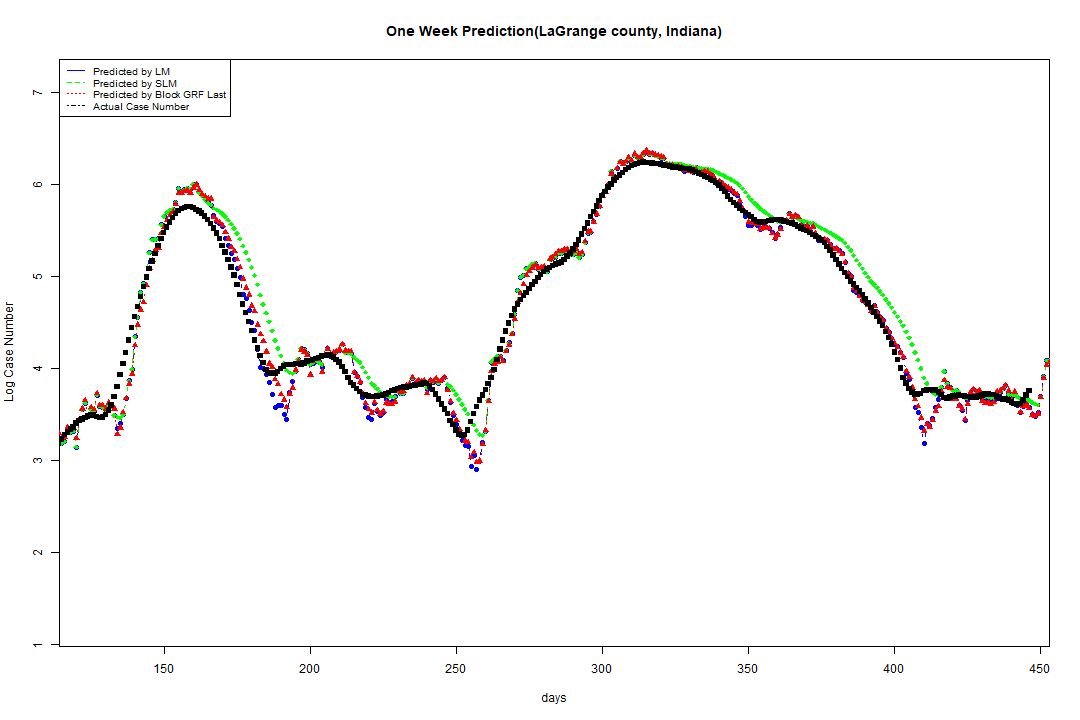 One Week Prediction(LaGrange county, Indiana)
Predicted by LM
Predicted by SLM
Predicted by Block GRF Last
Actual Case Number
7
6
5
4
3
2
1
Log Case Number
150 200 250 300 350 400 450
days